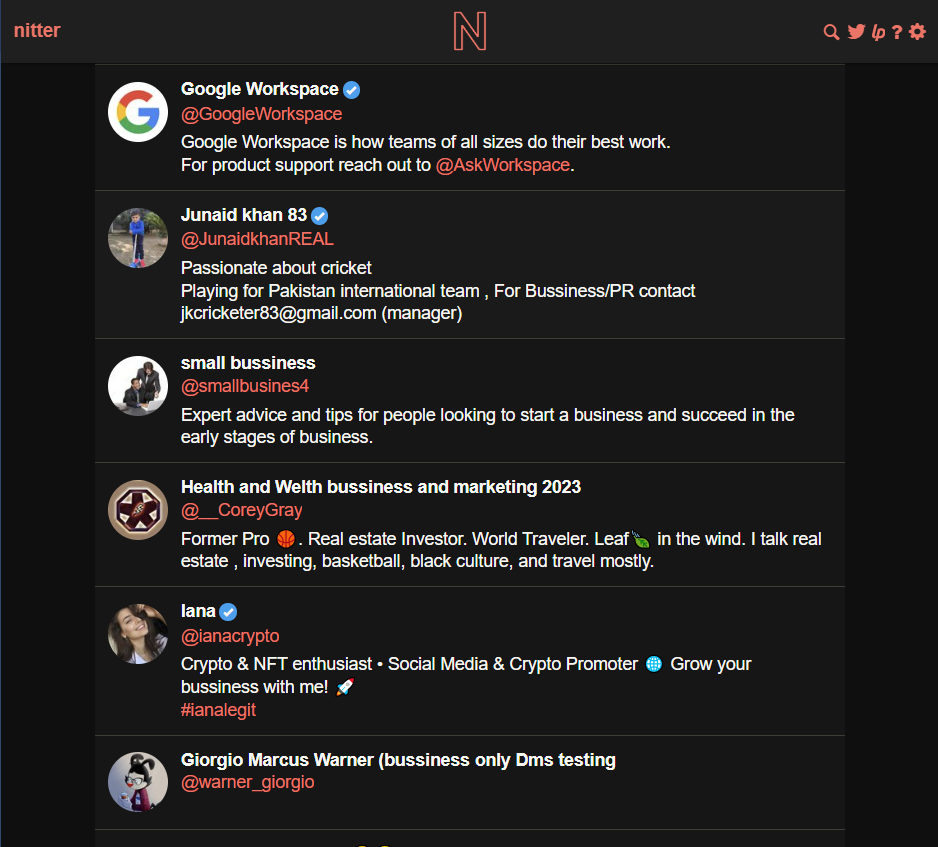 nitter
N
lp ?
Google Workspace
@GoogleWorkspace
Google Workspace is how teams of all sizes do their best work.
For product support reach out to @AskWorkspace.
Junaid khan 83
@JunaidkhanREAL
Passionate about cricket
Playing for Pakistan international team , For Bussiness/PR contact
jkcricketer83@gmail.com (manager)
small bussiness
@smallbusines4
Expert advice and tips for people looking to start a business and succeed in the
early stages of business.
Health and Welth bussiness and marketing 2023
@__CoreyGray
Former Pro 🏀 . Real estate Investor. World Traveler. Leaf🍃 in the wind. I talk real
estate , investing, basketball, black culture, and travel mostly.
Iana
@ianacrypto
Crypto & NFT enthusiast • Social Media & Crypto Promoter 🌐 Grow your
bussiness with me! 🚀
#ianalegit
Giorgio Marcus Warner (bussiness only Dms testing
@warner_giorgio